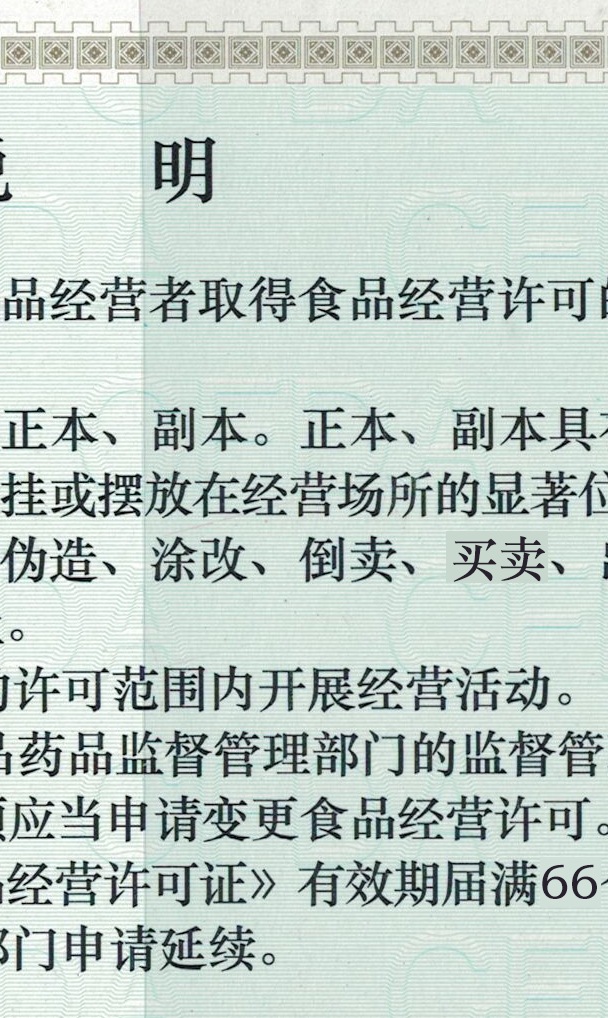 明
品经营者取得食品经营许可
正本、副本。正本、副本具
挂或摆放在经营场所的显著
伪造、涂改、倒卖、买卖、
。
许可范围内开展经营活动。
药品监督管理部门的监督管
应当申请变更食品经营许可。
经营许可证》有效期届满66
门申请延续。